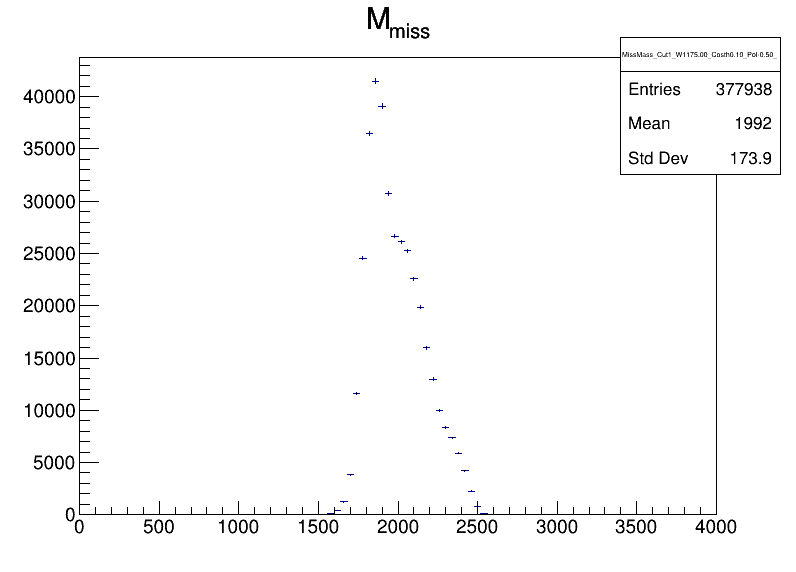 M_miss
MissMass_Cut1_W1175.00_Costh0.10_Pol-0.50_
Entries 377938
Mean 1992
Std Dev 173.9
40000
35000
30000
25000
20000
15000
10000
5000
0
0 500 1000 1500 2000 2500 3000 3500 4000